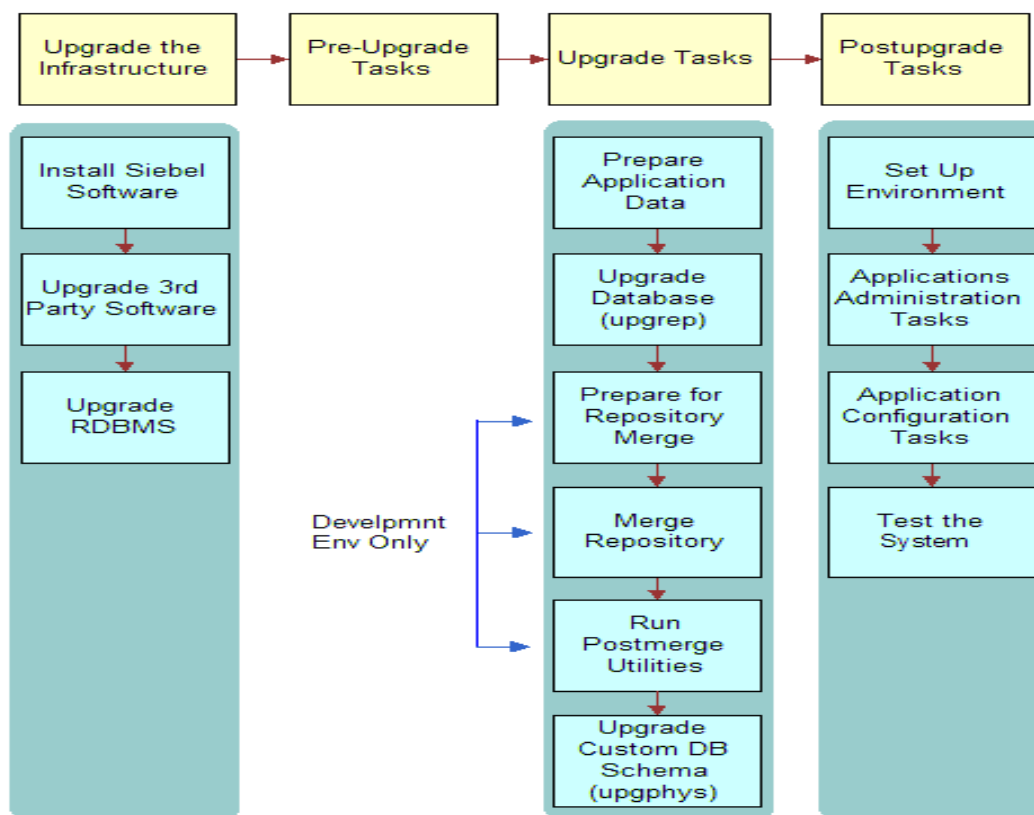 Upgrade the
Infrastructure
Pre-Upgrade
Tasks
Upgrade Tasks
Postupgrade
Tasks
Install Siebel
Software
Upgrade 3rd
Party Software
Upgrade
RDBMS
Develpmnt
Env Only
Prepare
Application
Data
Upgrade
Database
(upgrep)
Prepare for
Repository
Merge
Merge
Repository
Run
Postmerge
Utilities
Upgrade
Custom DB
Schema
(upgphys)
Set Up
Environment
Applications
Administration
Tasks
Application
Configuration
Tasks
Test the
System